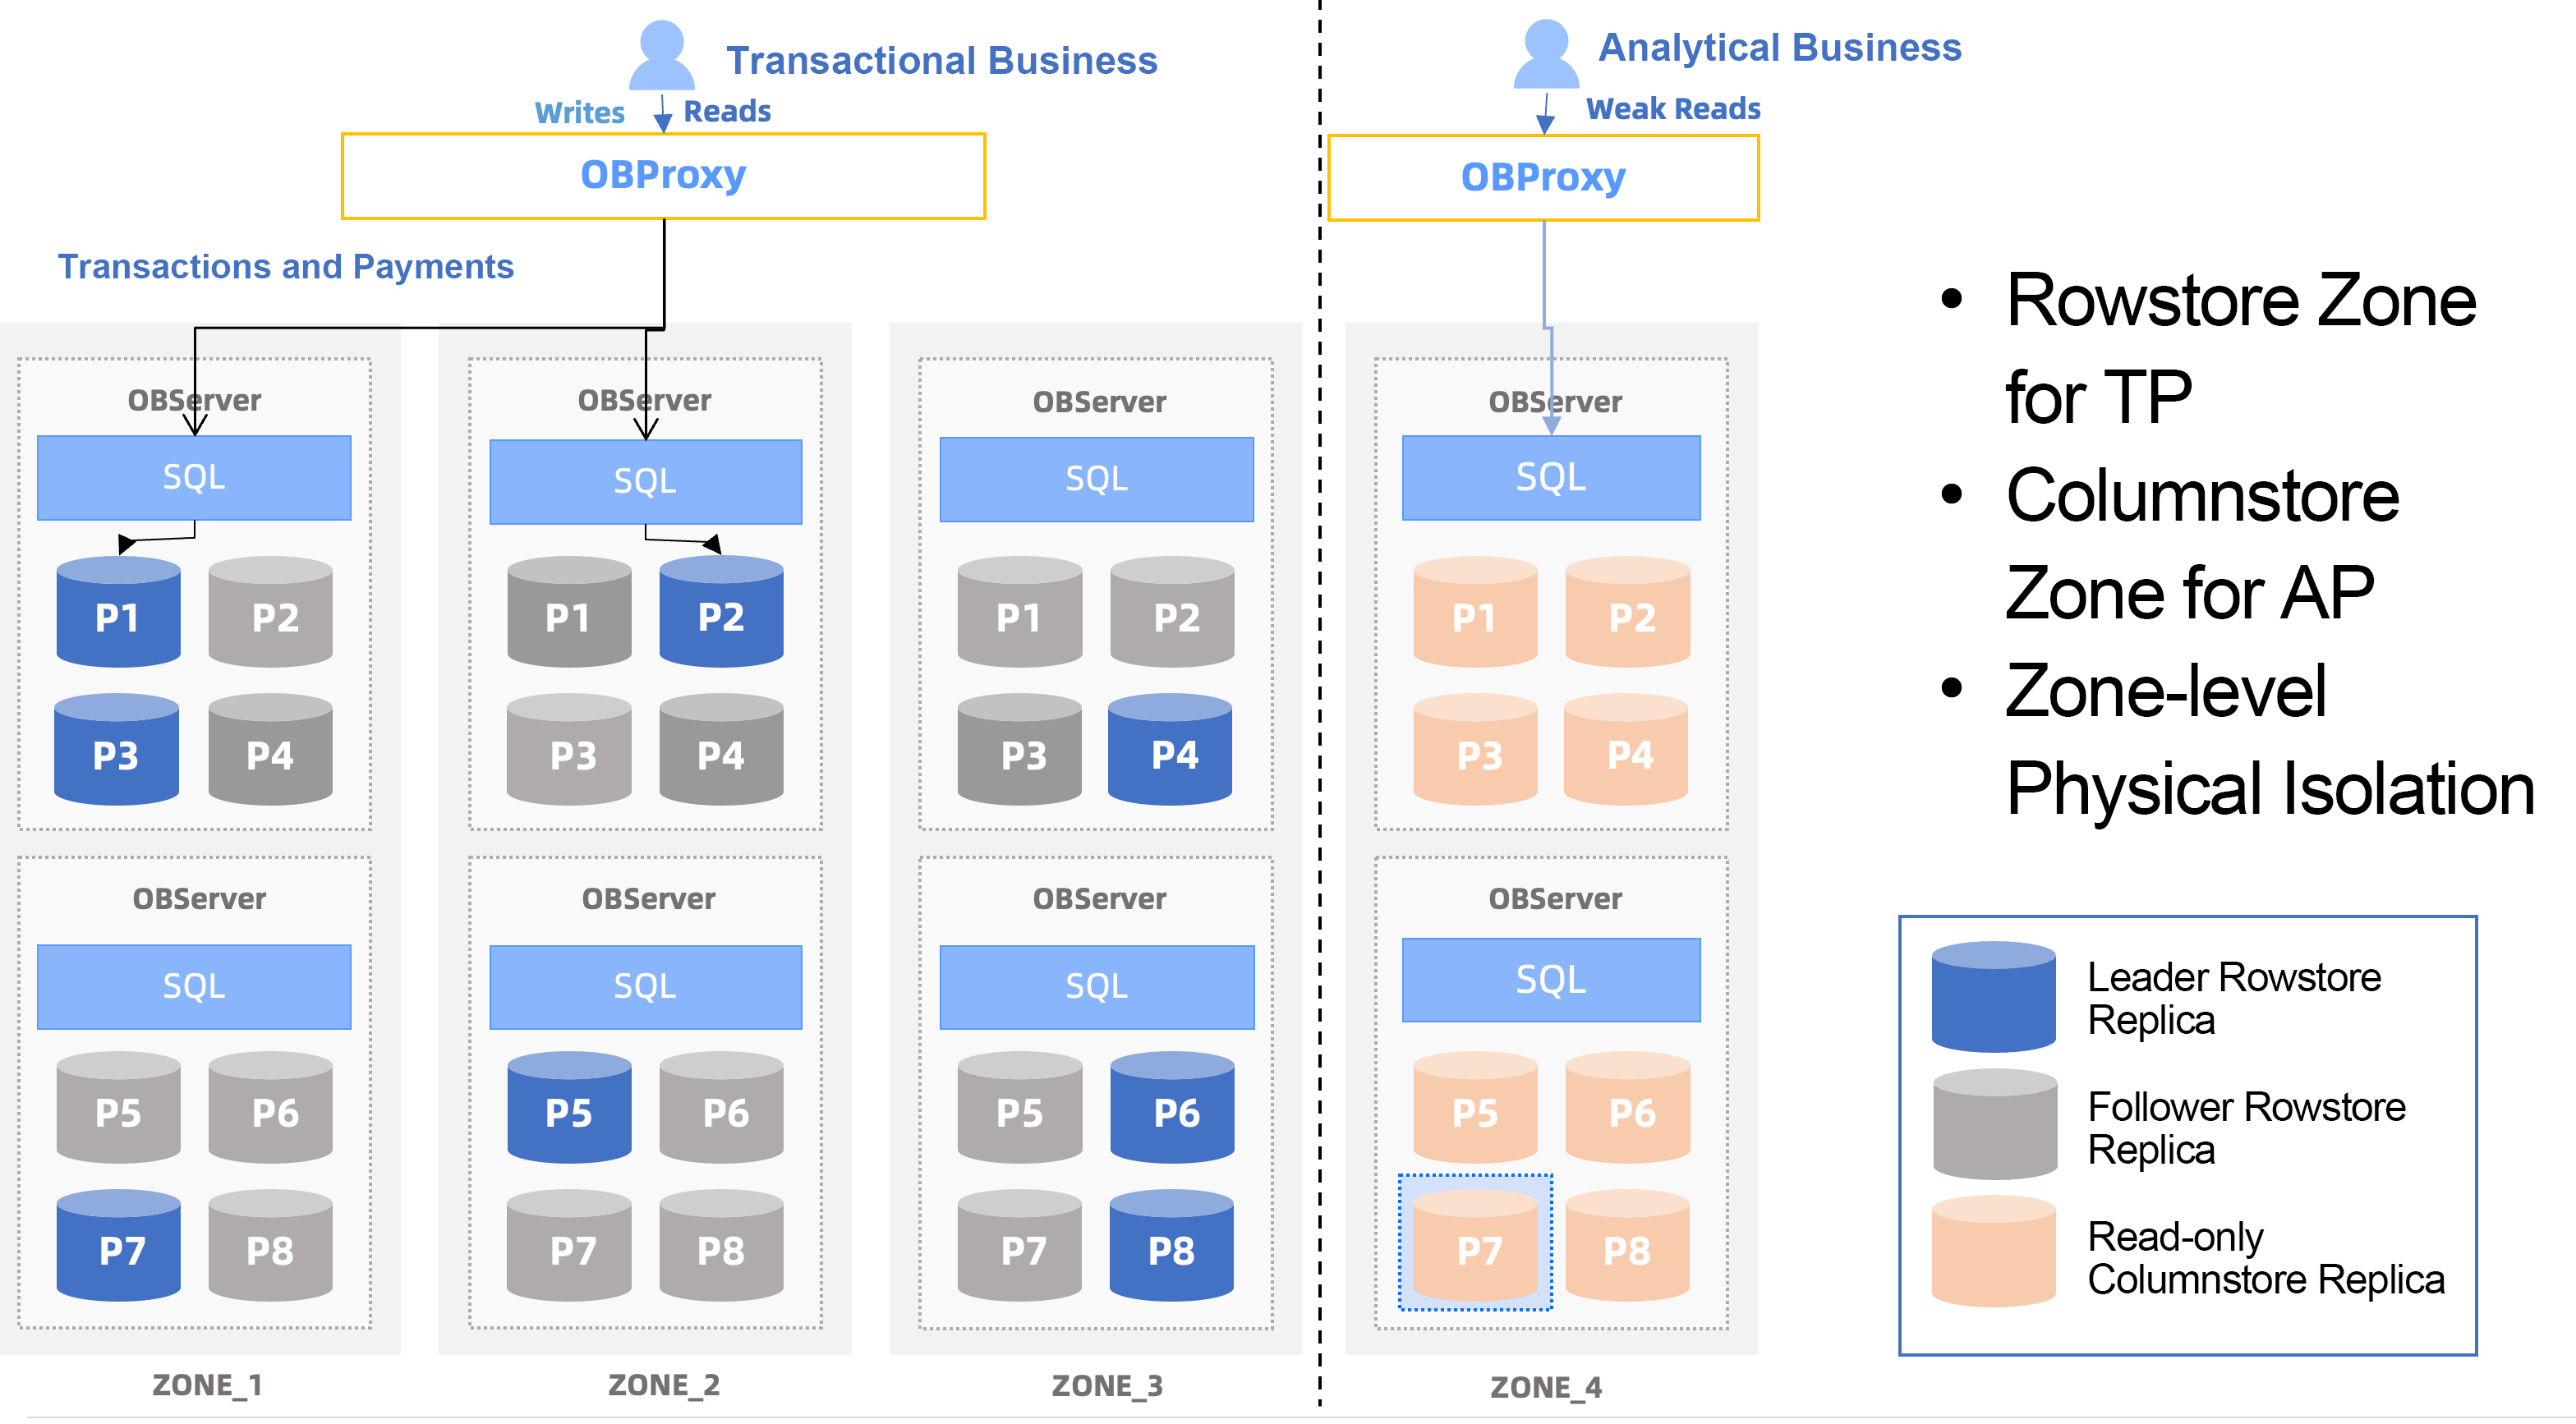 Transactional Business
Writes
Reads
OBProxy
Transactions and Payments
Analytical Business
Weak Reads
OBProxy
OBServer
SQL
P1
P2
P3
P4
OBServer
SQL
P5
P6
P7
P8
ZONE_1
OBServer
SQL
P1
P2
P3
P4
OBServer
SQL
P5
P6
P7
P8
ZONE_2
OBServer
SQL
P1
P2
P3
P4
OBServer
SQL
P5
P6
P7
P8
ZONE_3
OBServer
SQL
P1
P2
P3
P4
OBServer
SQL
P5
P6
P7
P8
ZONE_4
• Rowstore Zone
for TP
• Columnstore
Zone for AP
• Zone-level
Physical Isolation
Leader Rowstore
Replica
Follower Rowstore
Replica
Read-only
Columnstore Replica